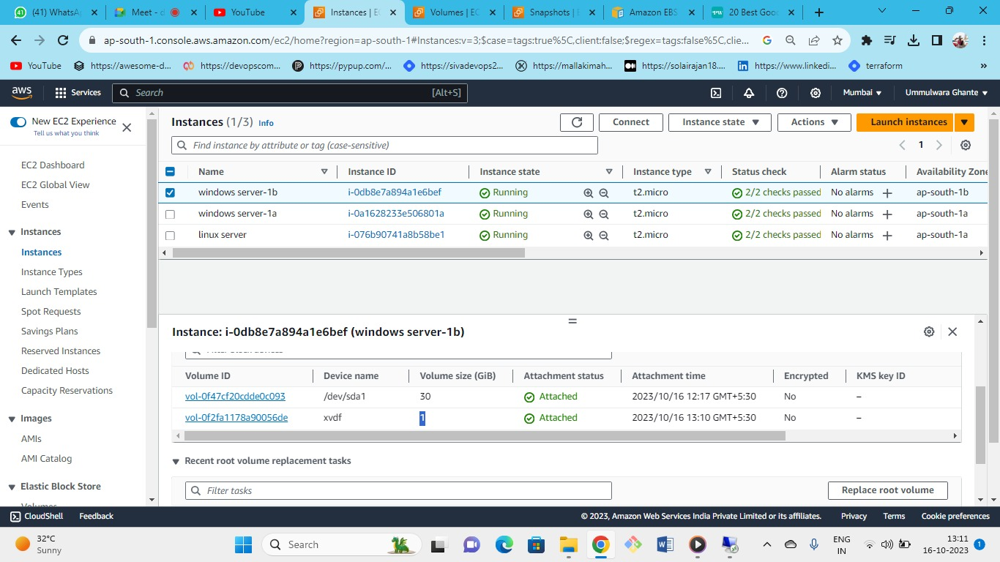 (41) WhatsA
Meet - d
YouTube
Instances | EC
Volumes | EC
Snapshots | E
Amazon EBS
20 Best Goo
ap-south-1.console.aws.amazon.com/ec2/home?region=ap-south-1#Instances:v=3;$case=tags:true%5C,client:false;$regex=tags:false%5C,clie...
YouTube
https://awesome-d...
https://devopscom...
https://pypup.com/...
https://sivadevops2...
https://mallakimah...
https://solairajan18....
https://www.linkedi...
terraform
aws
Services
Search
[Alt+S]
Mumbai
Ummulwara Ghante
New EC2 Experience
Tell us what you think
EC2 Dashboard
EC2 Global View
Events
Instances
Instances
Instance Types
Launch Templates
Spot Requests
Savings Plans
Reserved Instances
Dedicated Hosts
Capacity Reservations
Images
AMIs
AMI Catalog
Elastic Block Store
Volumes
Instances (1/3) Info
Connect
Instance state
Actions
Launch instances
Find instance by attribute or tag (case-sensitive)
1
Name Instance ID Instance state Instance type Status check Alarm status Availability Zone
windows server-1b i-0db8e7a894a1e6bef Running t2.micro 2/2 checks passed No alarms + ap-south-1b
windows server-1a i-0a1628233e506801a Running t2.micro 2/2 checks passed No alarms + ap-south-1a
linux server i-076b90741a8b58be1 Running t2.micro 2/2 checks passed No alarms + ap-south-1a
Instance: i-0db8e7a894a1e6bef (windows server-1b)
Filter block devices
Volume ID Device name Volume size (GiB) Attachment status Attachment time Encrypted KMS key ID
vol-0f47cf20cdde0c093 /dev/sda1 30 Attached 2023/10/16 12:17 GMT+5:30 No –
vol-0f2fa1178a90056de xvdf 1 Attached 2023/10/16 13:10 GMT+5:30 No –
Recent root volume replacement tasks
Filter tasks
Replace root volume
CloudShell
Feedback
© 2023, Amazon Web Services India Private Limited or its affiliates.
Privacy
Terms
Cookie preferences
32°C
Sunny
Search
ENG
IN
13:11
16-10-2023
1